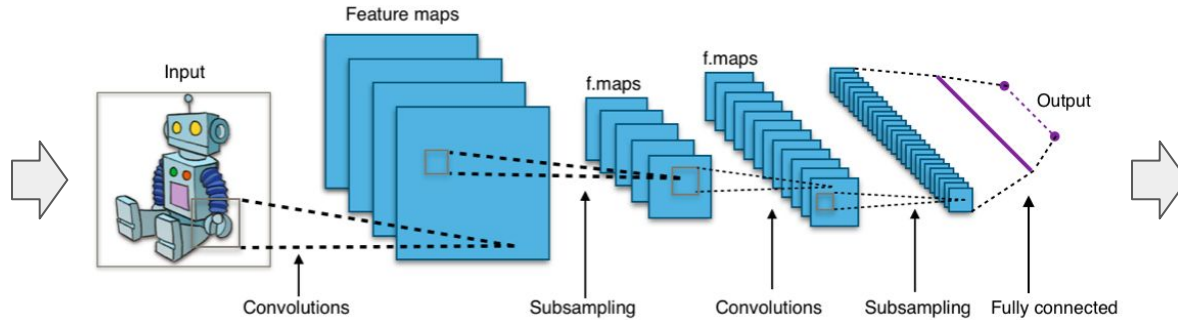 Feature maps
Input
f.maps
f.maps
Output
Convolutions
Subsampling
Convolutions
Subsampling
Fully connected